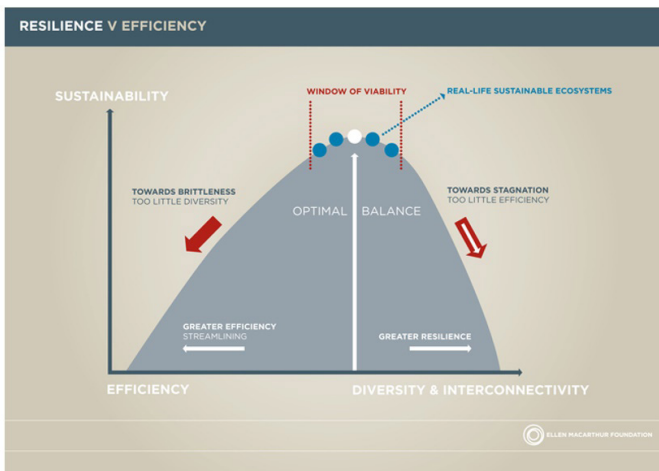 RESILIENCE V EFFICIENCY
SUSTAINABILITY
WINDOW OF VIABILITY
REAL-LIFE SUSTAINABLE ECOSYSTEMS
TOWARDS BRITTLENESS
TOO LITTLE DIVERSITY
TOWARDS STAGNATION
TOO LITTLE EFFICIENCY
OPTIMAL BALANCE
GREATER EFFICIENCY
STREAMLINING
GREATER RESILIENCE
EFFICIENCY
DIVERSITY & INTERCONNECTIVITY
ELLEN MACARTHUR FOUNDATION